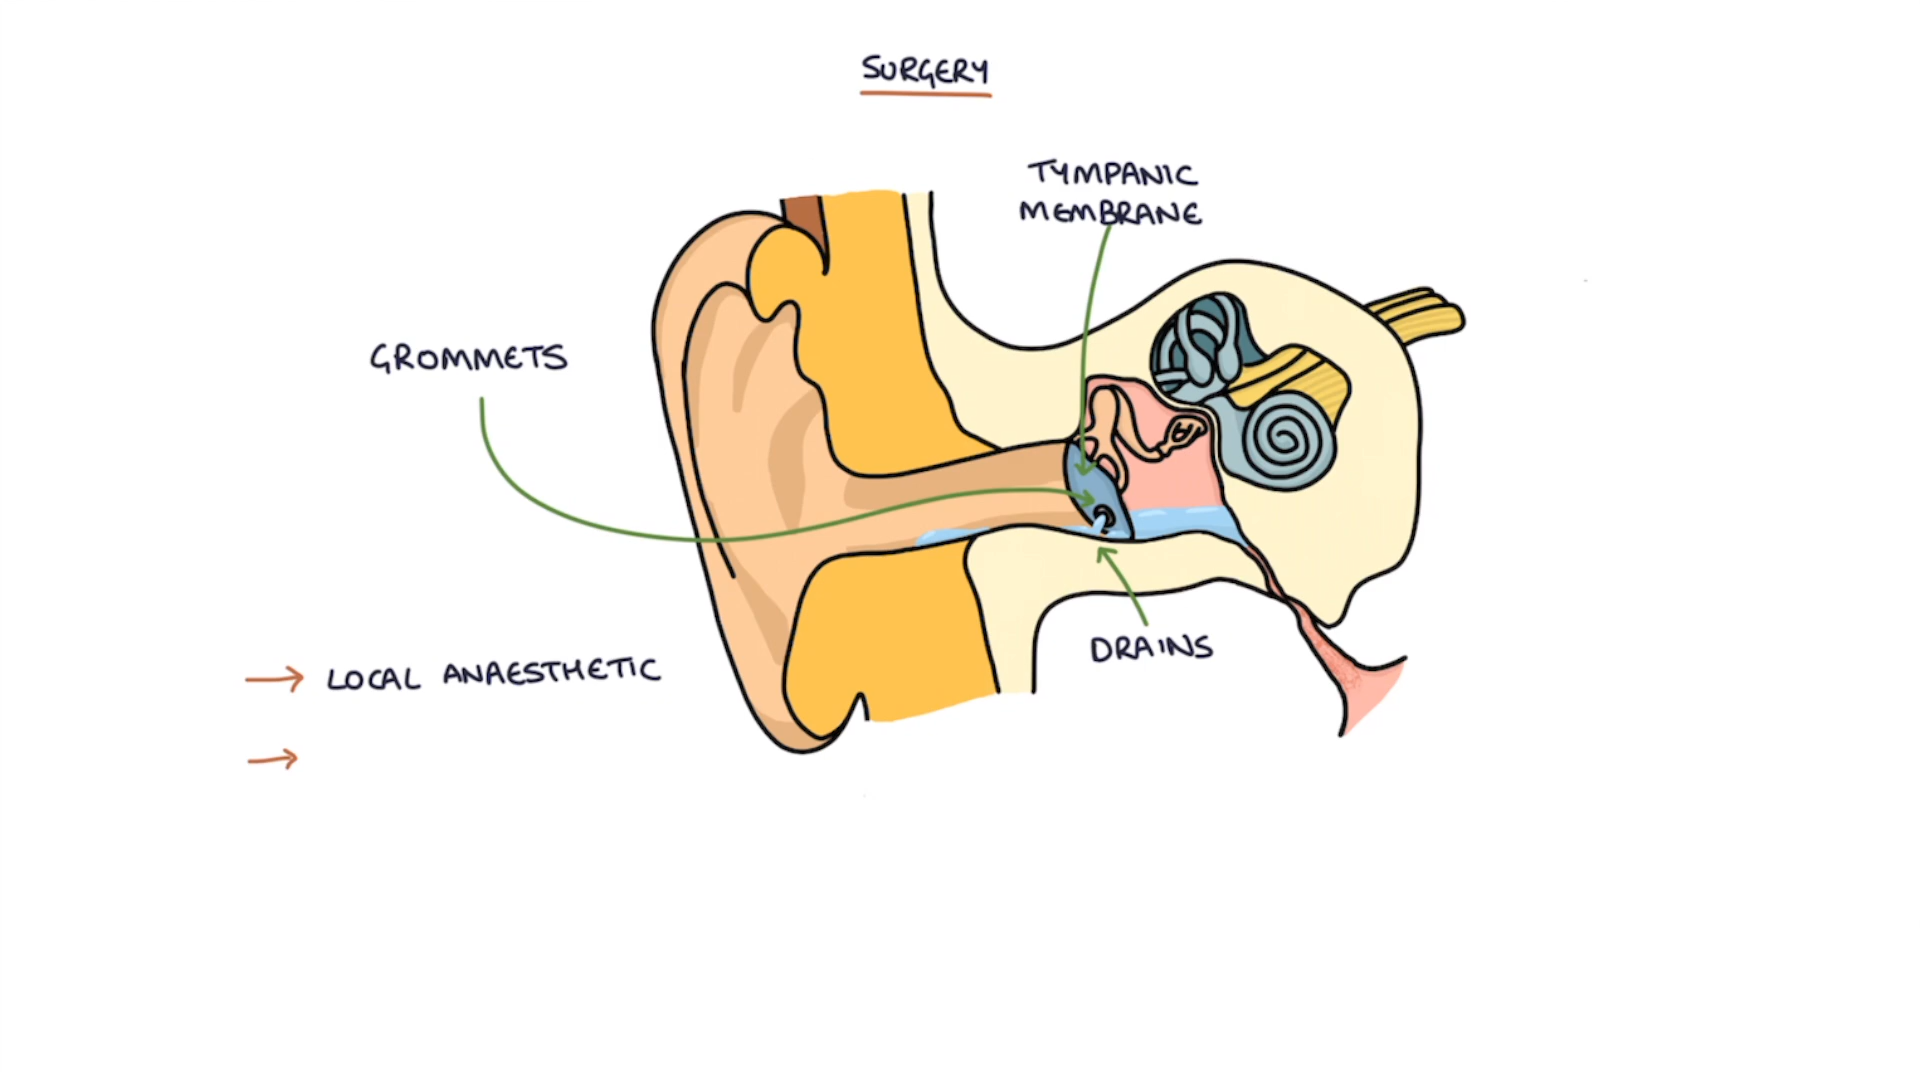 SURGERY
TYMPANIC
MEMBRANE
GROMMETS
DRAINS
→ LOCAL ANAESTHETIC
→